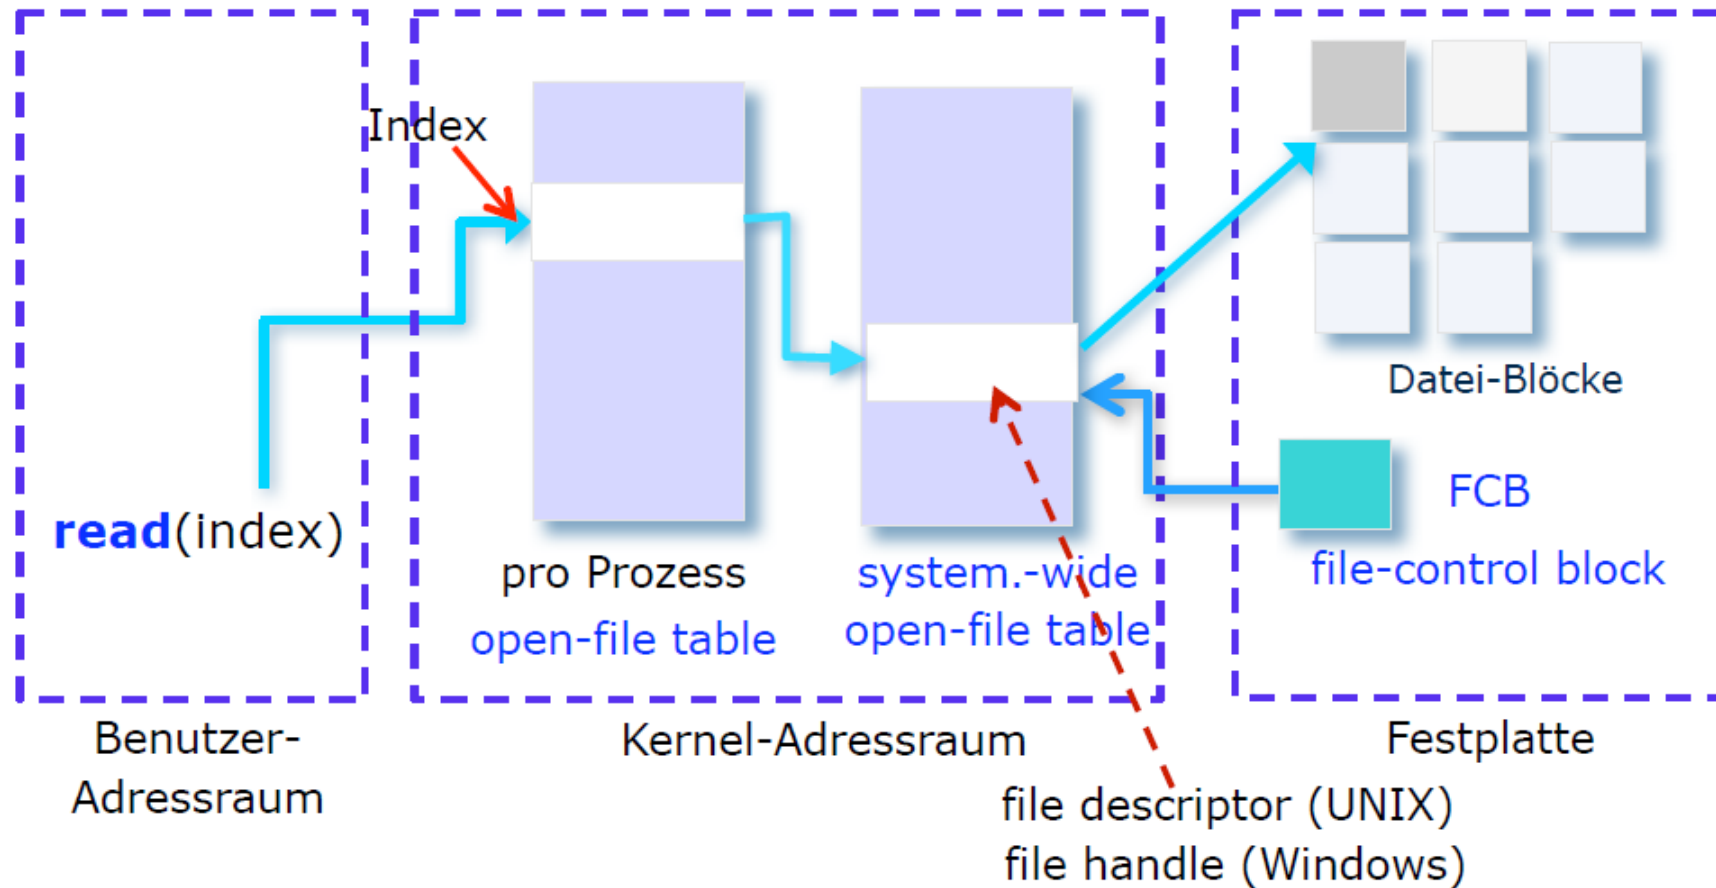 Index
read(index)
pro Prozess
open-file table
system.-wide
open-file table
Datei-Blöcke
FCB
file-control block
Benutzer-
Adressraum
Kernel-Adressraum
Festplatte
file descriptor (UNIX)
file handle (Windows)